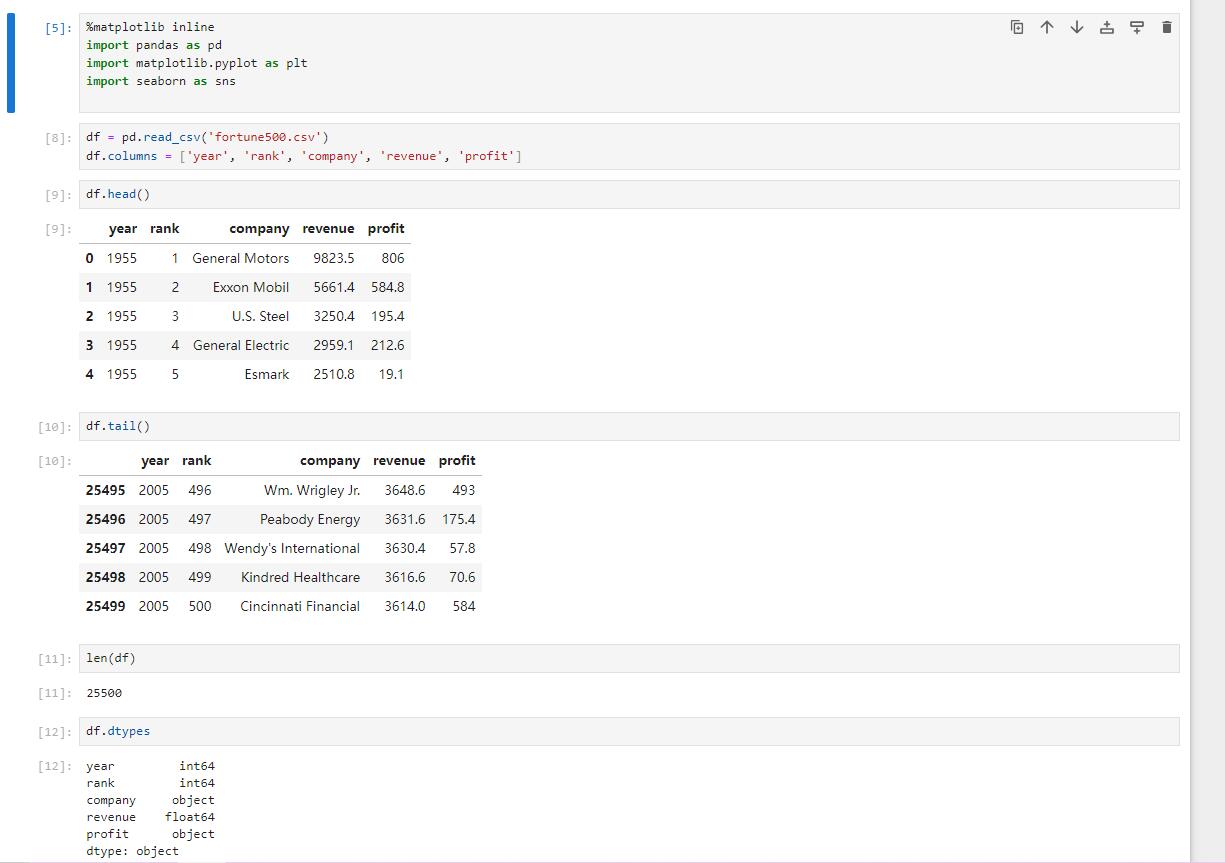 [5]: %matplotlib inline
import pandas as pd
import matplotlib.pyplot as plt
import seaborn as sns
[8]: df = pd.read_csv('fortune500.csv')
df.columns = ['year', 'rank', 'company', 'revenue', 'profit']
[9]: df.head()
[9]: year rank company revenue profit
0 1955 1 General Motors 9823.5 806
1 1955 2 Exxon Mobil 5661.4 584.8
2 1955 3 U.S. Steel 3250.4 195.4
3 1955 4 General Electric 2959.1 212.6
4 1955 5 Esmark 2510.8 19.1
[10]: df.tail()
[10]: year rank company revenue profit
25495 2005 496 Wm. Wrigley Jr. 3648.6 493
25496 2005 497 Peabody Energy 3631.6 175.4
25497 2005 498 Wendy's International 3630.4 57.8
25498 2005 499 Kindred Healthcare 3616.6 70.6
25499 2005 500 Cincinnati Financial 3614.0 584
[11]: len(df)
[11]: 25500
[12]: df.dtypes
[12]: year int64
rank int64
company object
revenue float64
profit object
dtype: object